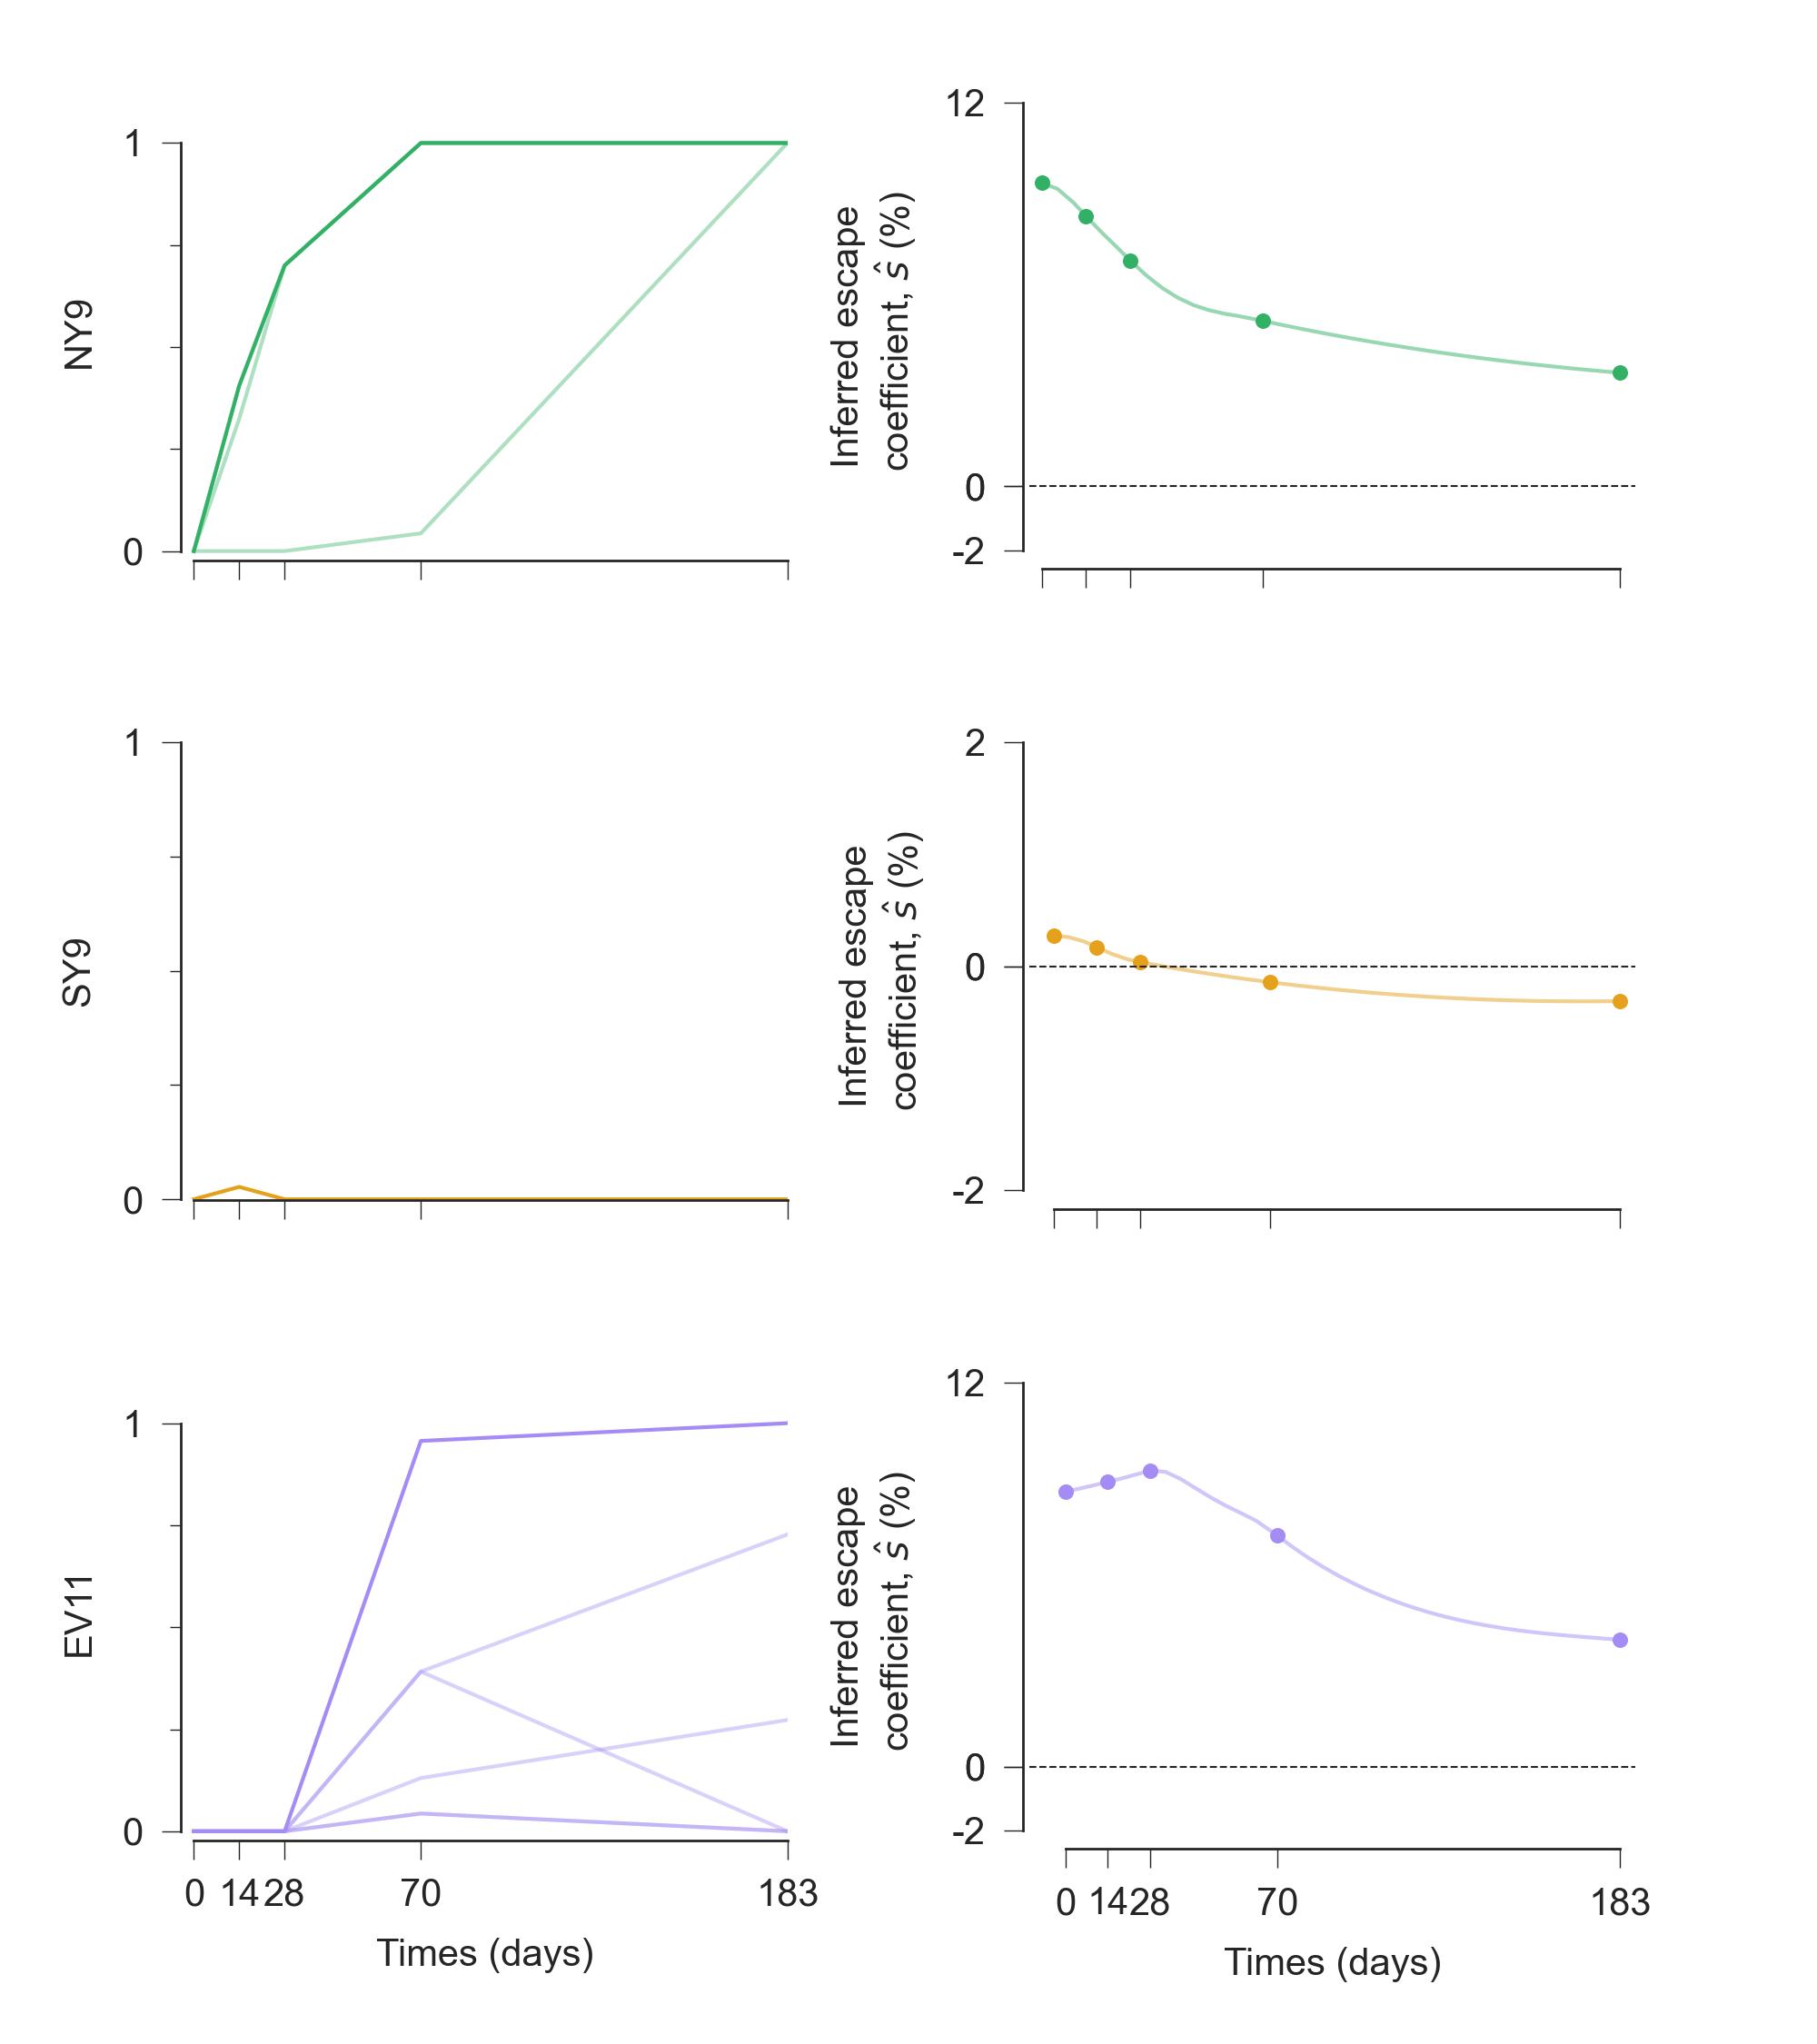 NY9
1
0
Inferred escape
coefficient, ŝ (%)
12
0
-2
SY9
1
0
Inferred escape
coefficient, ŝ (%)
2
0
-2
EV11
1
0
0 14 28 70 183
Times (days)
Inferred escape
coefficient, ŝ (%)
12
0
-2
0 14 28 70 183
Times (days)